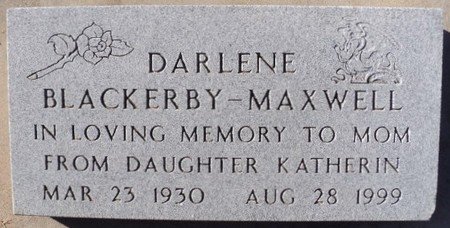 DARLENE
BLACKERBY-MAXWELL
IN LOVING MEMORY TO MOM
FROM DAUGHTER KATHERIN
MAR 23 1930 AUG 28 1999